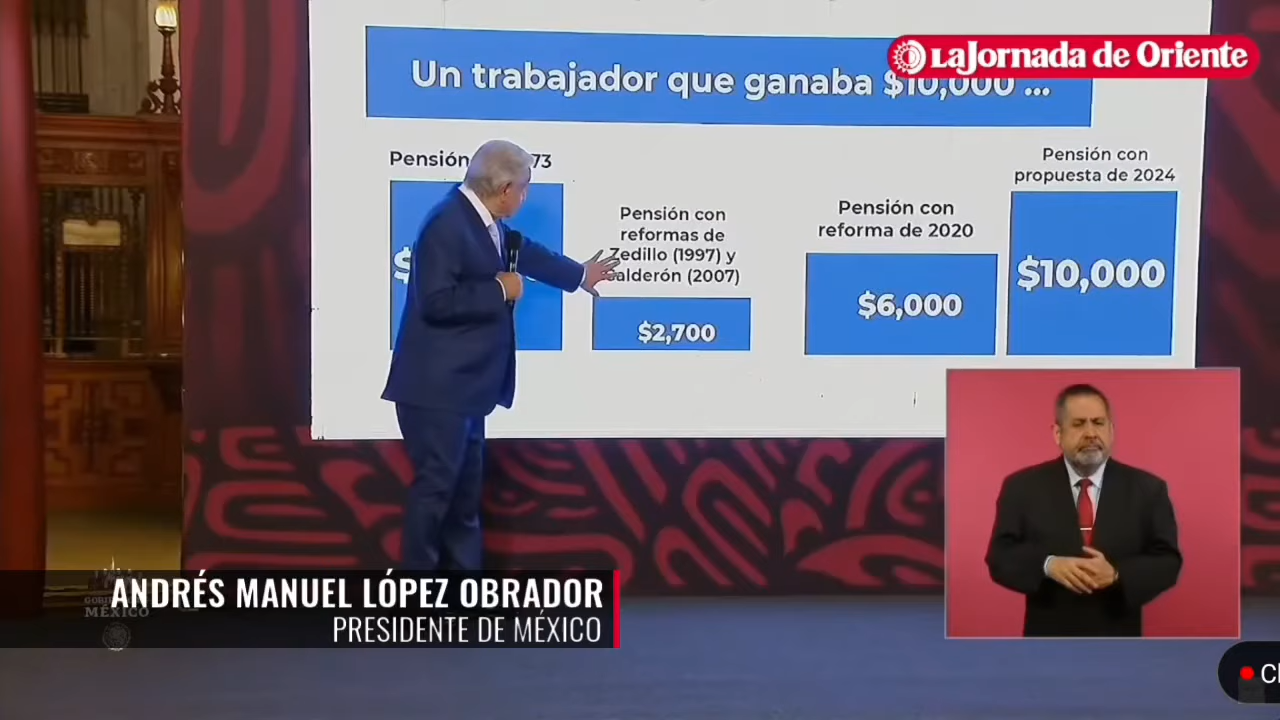 LaJornada de Oriente
Un trabajador que ganaba $10,000 ...
Pensión 73
$
Pensión con
reformas de
Zedillo (1997) y
Calderón (2007)
$2,700
Pensión con
reforma de 2020
$6,000
Pensión con
propuesta de 2024
$10,000
ANDRÉS MANUEL LÓPEZ OBRADOR
PRESIDENTE DE MÉXICO
MÉXICO